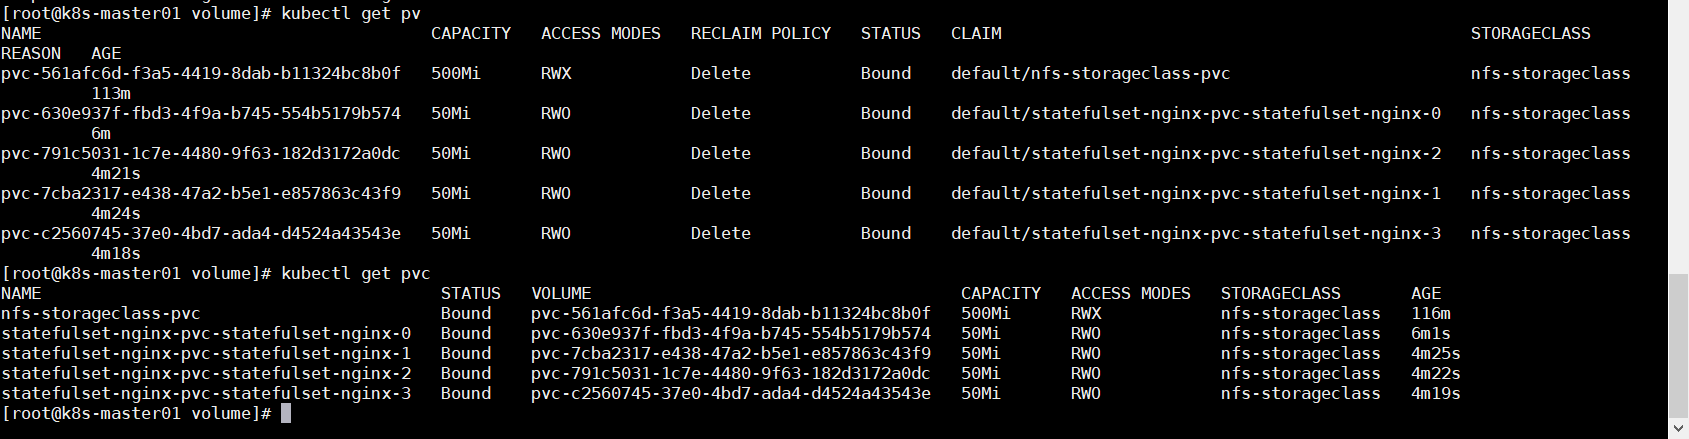 [root@k8s-master01 volume]# kubectl get pv
NAME                                       CAPACITY   ACCESS MODES   RECLAIM POLICY   STATUS   CLAIM                                               STORAGECLASS
REASON   AGE
pvc-561afc6d-f3a5-4419-8dab-b11324bc8b0f   500Mi      RWX            Delete           Bound    default/nfs-storageclass-pvc                        nfs-storageclass
         113m
pvc-630e937f-fbd3-4f9a-b745-554b5179b574   50Mi       RWO            Delete           Bound    default/statefulset-nginx-pvc-statefulset-nginx-0   nfs-storageclass
         6m
pvc-791c5031-1c7e-4480-9f63-182d3172a0dc   50Mi       RWO            Delete           Bound    default/statefulset-nginx-pvc-statefulset-nginx-2   nfs-storageclass
         4m21s
pvc-7cba2317-e438-47a2-b5e1-e857863c43f9   50Mi       RWO            Delete           Bound    default/statefulset-nginx-pvc-statefulset-nginx-1   nfs-storageclass
         4m24s
pvc-c2560745-37e0-4bd7-ada4-d4524a43543e   50Mi       RWO            Delete           Bound    default/statefulset-nginx-pvc-statefulset-nginx-3   nfs-storageclass
         4m18s
[root@k8s-master01 volume]# kubectl get pvc
NAME                                        STATUS   VOLUME                                     CAPACITY   ACCESS MODES   STORAGECLASS       AGE
nfs-storageclass-pvc                        Bound    pvc-561afc6d-f3a5-4419-8dab-b11324bc8b0f   500Mi      RWX            nfs-storageclass   116m
statefulset-nginx-pvc-statefulset-nginx-0   Bound    pvc-630e937f-fbd3-4f9a-b745-554b5179b574   50Mi       RWO            nfs-storageclass   6m1s
statefulset-nginx-pvc-statefulset-nginx-1   Bound    pvc-7cba2317-e438-47a2-b5e1-e857863c43f9   50Mi       RWO            nfs-storageclass   4m25s
statefulset-nginx-pvc-statefulset-nginx-2   Bound    pvc-791c5031-1c7e-4480-9f63-182d3172a0dc   50Mi       RWO            nfs-storageclass   4m22s
statefulset-nginx-pvc-statefulset-nginx-3   Bound    pvc-c2560745-37e0-4bd7-ada4-d4524a43543e   50Mi       RWO            nfs-storageclass   4m19s
[root@k8s-master01 volume]#